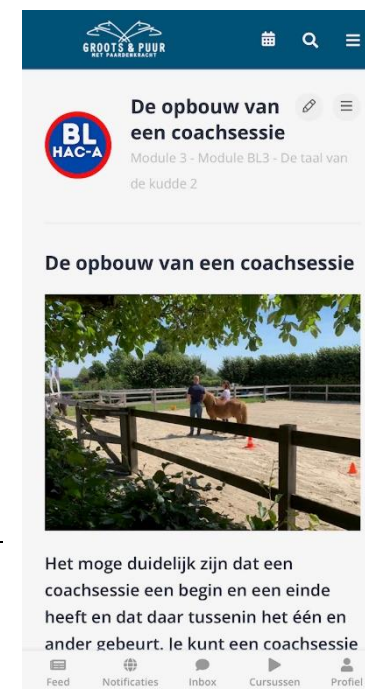 GROOTS & PUUR
MET PAARDENKRACHT
BL
HAC-A
De opbouw van
een coachsessie
Module 3 - Module BL3 - De taal van
de kudde 2
De opbouw van een coachsessie
Het moge duidelijk zijn dat een
coachsessie een begin en een einde
heeft en dat daar tussenin het één en
ander gebeurt. Je kunt een coachsessie
Feed
Notificaties
Inbox
Cursussen
Profiel